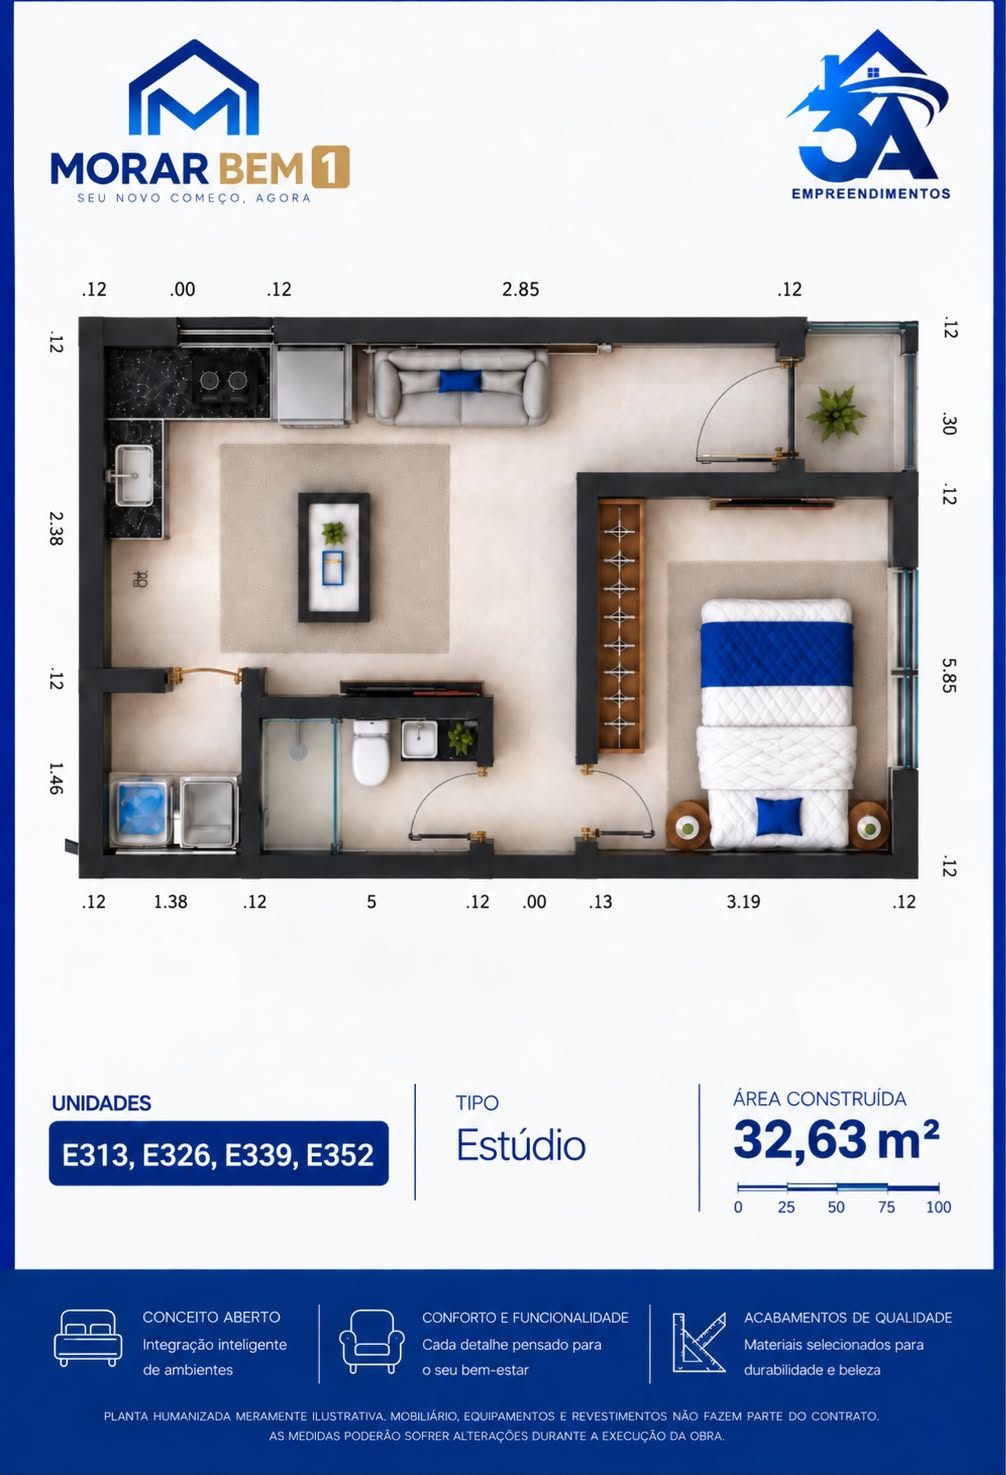 MORAR BEM 1
SEU NOVO COMEÇO, AGORA
3A
EMPREENDIMENTOS
.12 .00 .12 2.85 .12
.12
2.38
.12
1.46
.12
.30
.12
5.85
.12
.12 1.38 .12 5 .12 .00 .13 3.19 .12
UNIDADES
E313, E326, E339, E352
TIPO
Estúdio
ÁREA CONSTRUÍDA
32,63 m²
0 25 50 75 100
CONCEITO ABERTO
Integração inteligente
de ambientes
CONFORTO E FUNCIONALIDADE
Cada detalhe pensado para
o seu bem-estar
ACABAMENTOS DE QUALIDADE
Materiais selecionados para
durabilidade e beleza
PLANTA HUMANIZADA MERAMENTE ILUSTRATIVA. MOBILIÁRIO, EQUIPAMENTOS E REVESTIMENTOS NÃO FAZEM PARTE DO CONTRATO.
AS MEDIDAS PODERÃO SOFRER ALTERAÇÕES DURANTE A EXECUÇÃO DA OBRA.